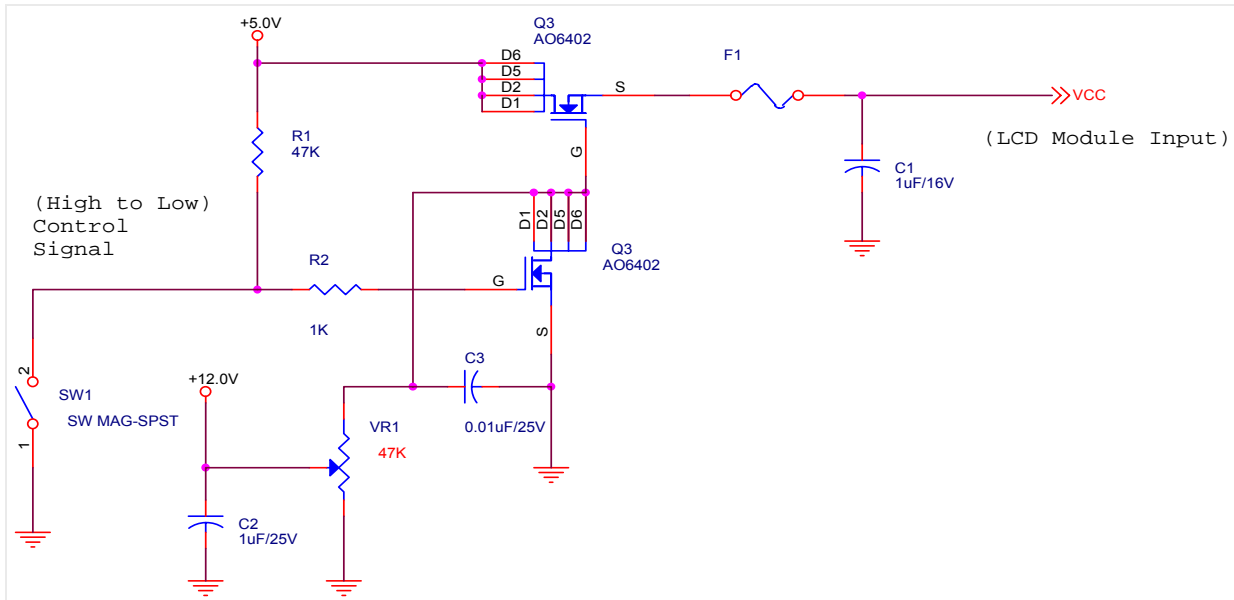 +5.0V
Q3
AO6402
D6
D5
D2
D1
S
G
F1
VCC
(LCD Module Input)
R1
47K
C1
1uF/16V
(High to Low)
Control
Signal
D1
D2
D5
D6
Q3
AO6402
R2
1K
G
S
C3
0.01uF/25V
+12.0V
2
1
SW1
SW MAG-SPST
VR1
47K
C2
1uF/25V